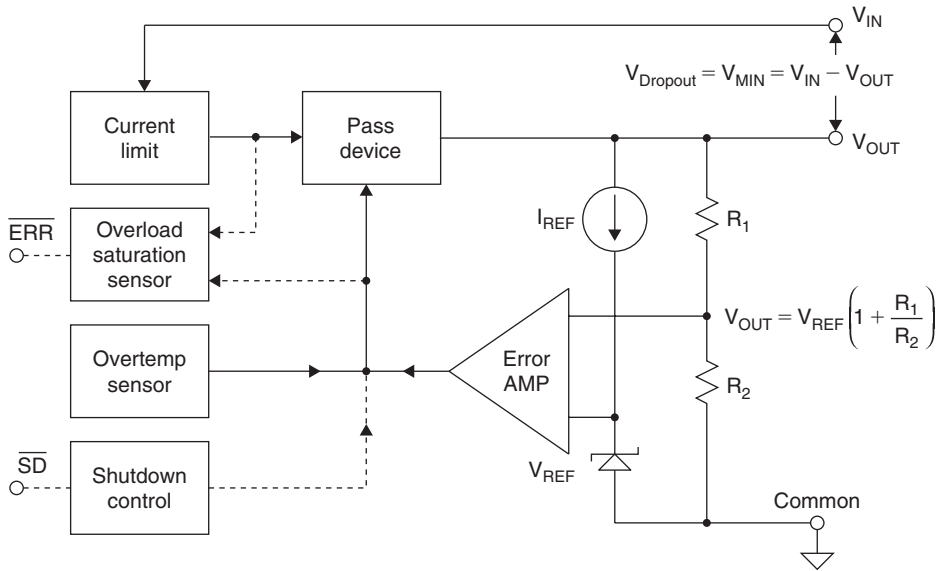 V_IN
V_Dropout = V_MIN = V_IN − V_OUT
Current
limit
Pass
device
V_OUT
ERR
Overload
saturation
sensor
I_REF
R_1
V_OUT = V_REF (1 + R_1/R_2)
Overtemp
sensor
Error
AMP
R_2
SD
Shutdown
control
V_REF
Common